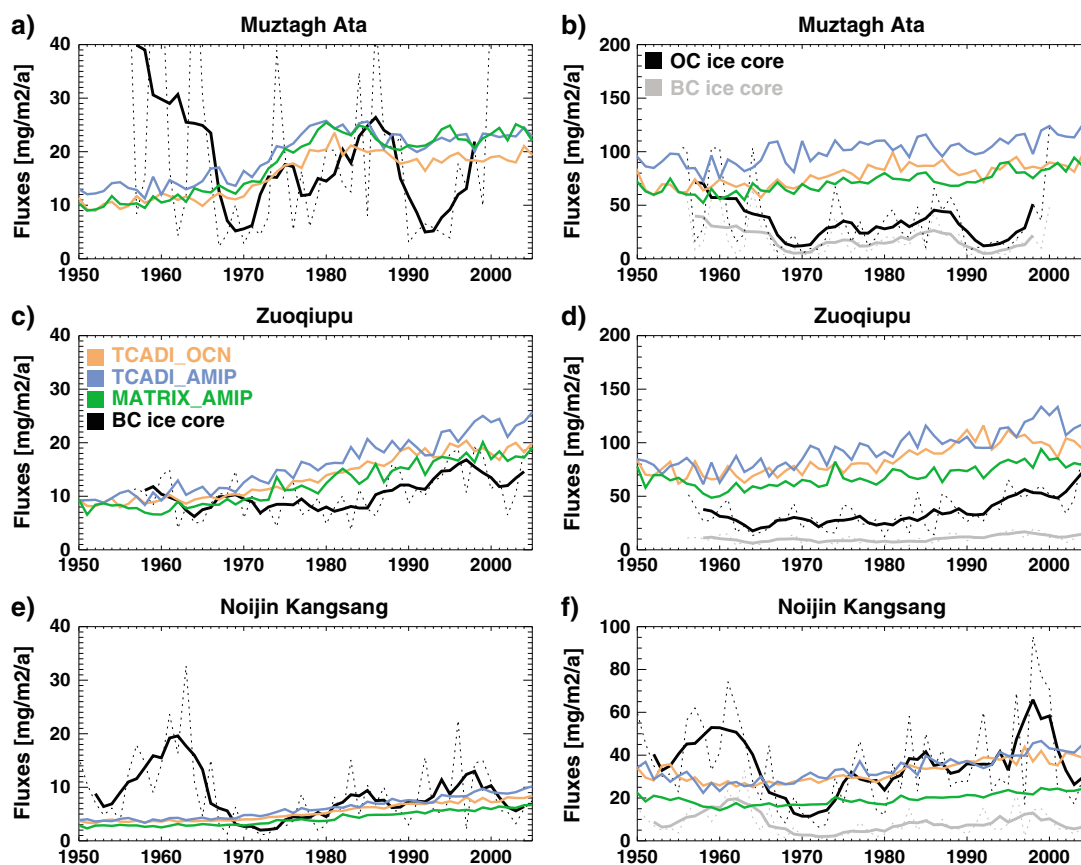 a) Muztagh Ata
Fluxes [mg/m2/a]
40
30
20
10
0
1950 1960 1970 1980 1990 2000
b) Muztagh Ata
Fluxes [mg/m2/a]
200
150
100
50
0
OC ice core
BC ice core
1950 1960 1970 1980 1990 2000
c) Zuoqiupu
Fluxes [mg/m2/a]
40
30
20
10
0
TCADI_OCN
TCADI_AMIP
MATRIX_AMIP
BC ice core
1950 1960 1970 1980 1990 2000
d) Zuoqiupu
Fluxes [mg/m2/a]
200
150
100
50
0
1950 1960 1970 1980 1990 2000
e) Noijin Kangsang
Fluxes [mg/m2/a]
40
30
20
10
0
1950 1960 1970 1980 1990 2000
f) Noijin Kangsang
Fluxes [mg/m2/a]
100
80
60
40
20
0
1950 1960 1970 1980 1990 2000